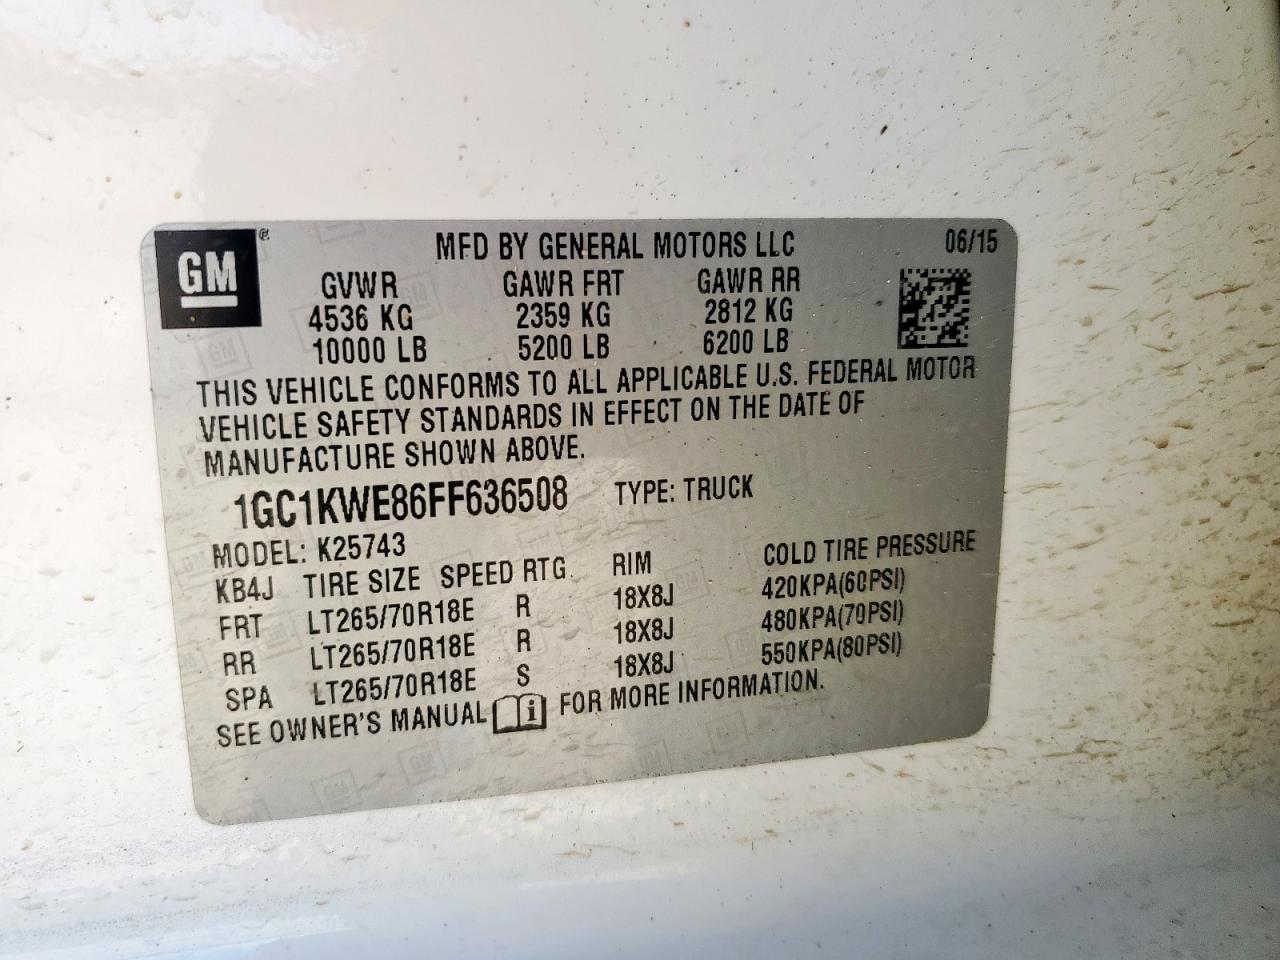 GM ® MFD BY GENERAL MOTORS LLC 06/15
GVWR GAWR FRT GAWR RR
4536 KG 2359 KG 2812 KG
10000 LB 5200 LB 6200 LB
THIS VEHICLE CONFORMS TO ALL APPLICABLE U.S. FEDERAL MOTOR
VEHICLE SAFETY STANDARDS IN EFFECT ON THE DATE OF
MANUFACTURE SHOWN ABOVE.
1GC1KWE86FF636508 TYPE: TRUCK
MODEL: K25743
KB4J TIRE SIZE SPEED RTG RIM COLD TIRE PRESSURE
FRT LT265/70R18E R 18X8J 420KPA(60PSI)
RR LT265/70R18E R 18X8J 480KPA(70PSI)
SPA LT265/70R18E S 18X8J 550KPA(80PSI)
SEE OWNER'S MANUAL i FOR MORE INFORMATION.